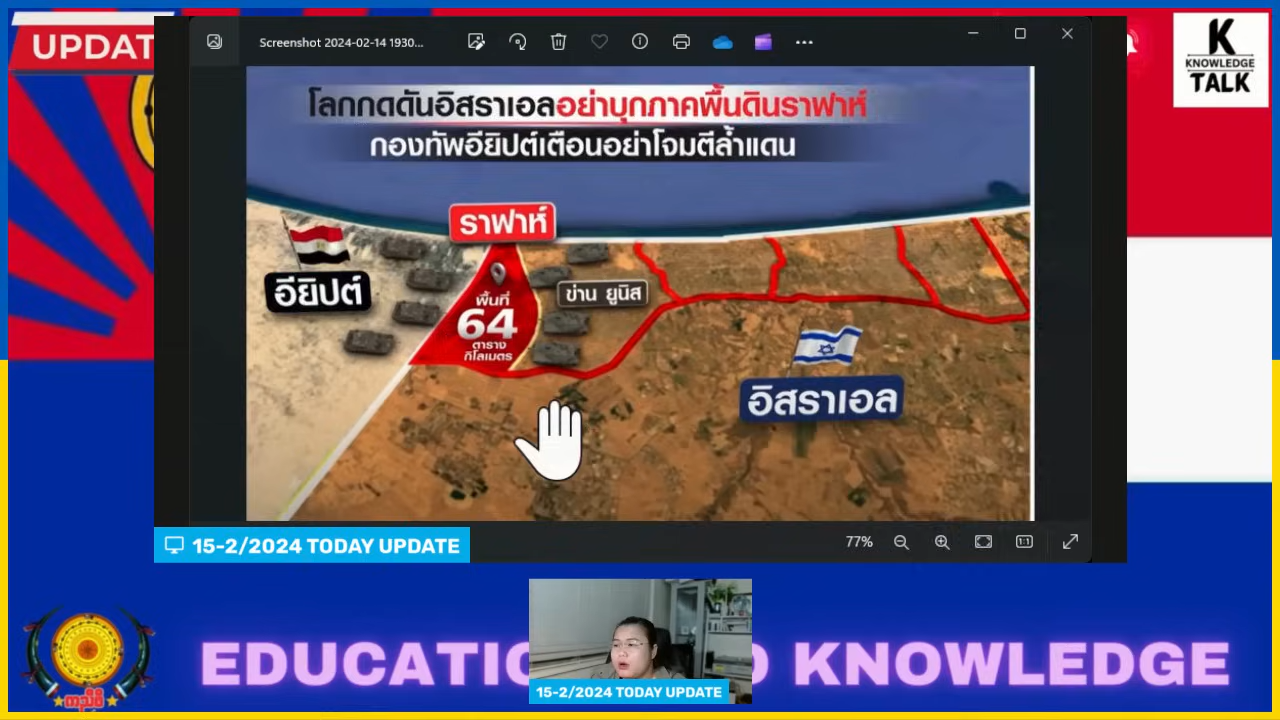 UPDAT
Screenshot 2024-02-14 1930...
K
KNOWLEDGE
TALK
โลกกดดันอิสราเอลอย่าบุกภาคพื้นดินราฟาห์
กองทัพอียิปต์เตือนอย่าโจมตีล้ำแดน
ราฟาห์
อียิปต์
พื้นที่
64
ตาราง
กิโลเมตร
ข่าน ยูนิส
อิสราเอล
77%
1:1
15-2/2024 TODAY UPDATE
EDUCATIO
D KNOWLEDGE
15-2/2024 TODAY UPDATE